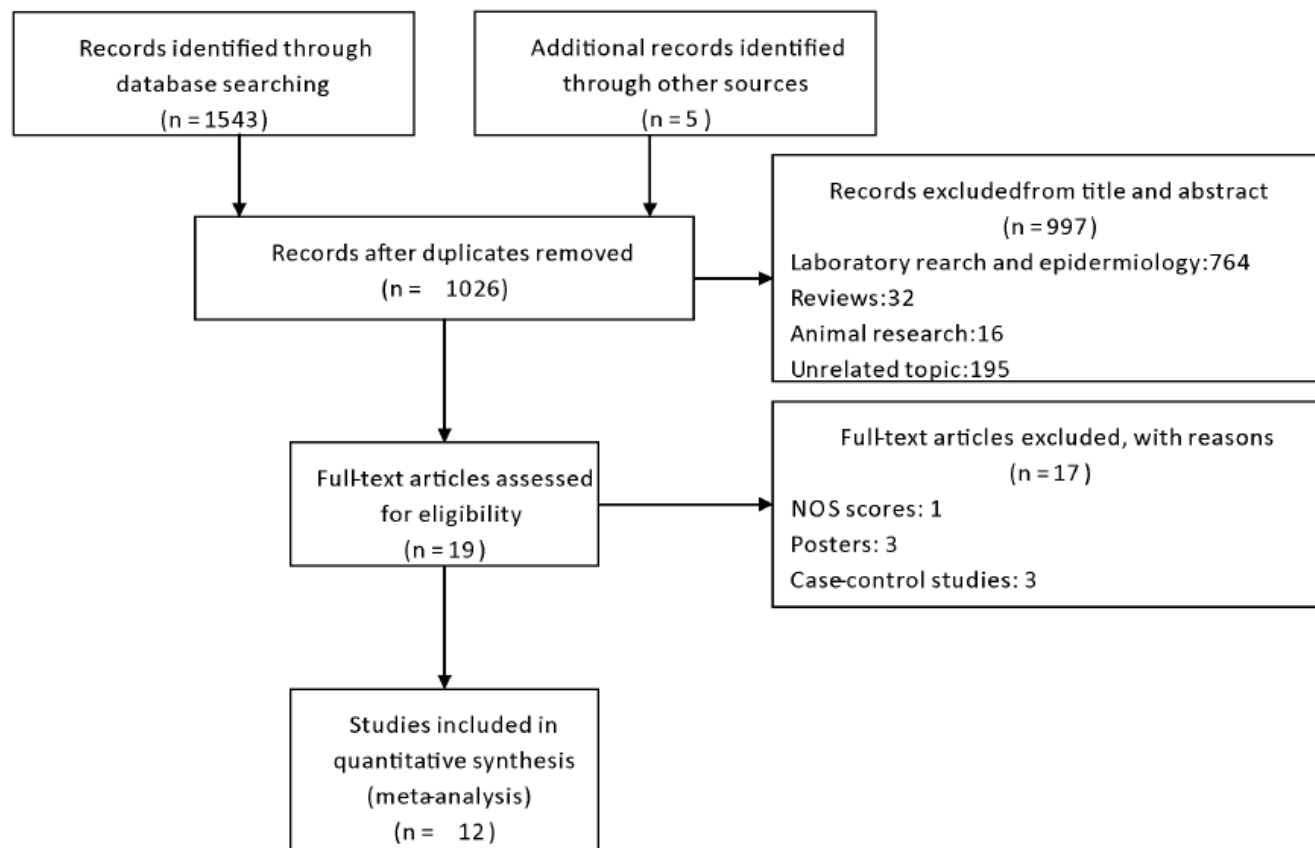 Records identified through
database searching
(n = 1543)
Additional records identified
through other sources
(n = 5 )
Records excludedfrom title and abstract
(n = 997)
Laboratory rearch and epidermiology:764
Reviews:32
Animal research:16
Unrelated topic:195
Records after duplicates removed
(n = 1026)
Full-text articles excluded, with reasons
(n = 17 )
NOS scores: 1
Posters: 3
Case-control studies: 3
Full-text articles assessed
for eligibility
(n = 19 )
Studies included in
quantitative synthesis
(meta-analysis)
(n = 12 )